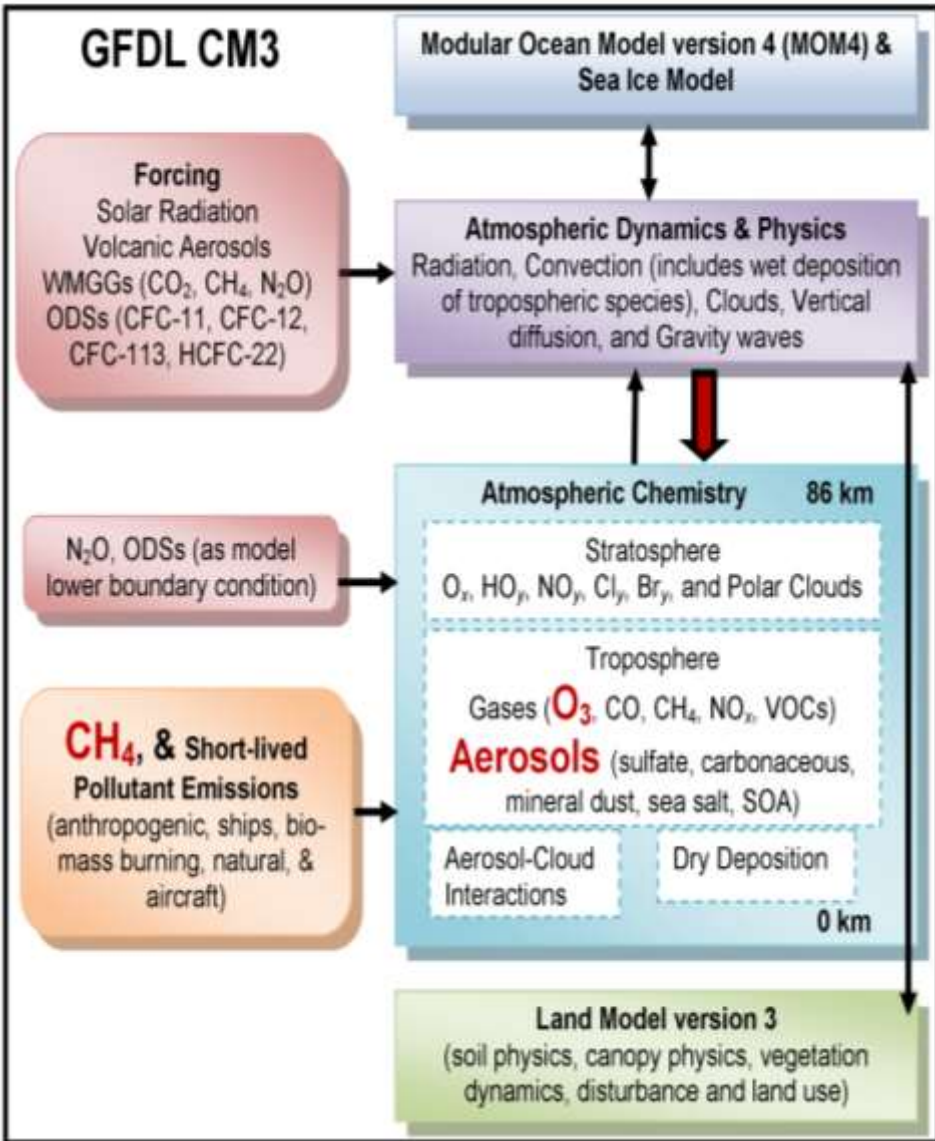 GFDL CM3
Modular Ocean Model version 4 (MOM4) &
Sea Ice Model
Forcing
Solar Radiation
Volcanic Aerosols
WMGGs (CO₂, CH₄, N₂O)
ODSs (CFC-11, CFC-12,
CFC-113, HCFC-22)
Atmospheric Dynamics & Physics
Radiation, Convection (includes wet deposition
of tropospheric species), Clouds, Vertical
diffusion, and Gravity waves
Atmospheric Chemistry 86 km
N₂O, ODSs (as model
lower boundary condition)
Stratosphere
Oₓ, HOᵧ, NOᵧ, Clᵧ, Brᵧ, and Polar Clouds
Troposphere
Gases (O₃, CO, CH₄, NOₓ, VOCs)
Aerosols (sulfate, carbonaceous,
mineral dust, sea salt, SOA)
CH₄, & Short-lived
Pollutant Emissions
(anthropogenic, ships, bio-
mass burning, natural, &
aircraft)
Aerosol-Cloud
Interactions
Dry Deposition
0 km
Land Model version 3
(soil physics, canopy physics, vegetation
dynamics, disturbance and land use)